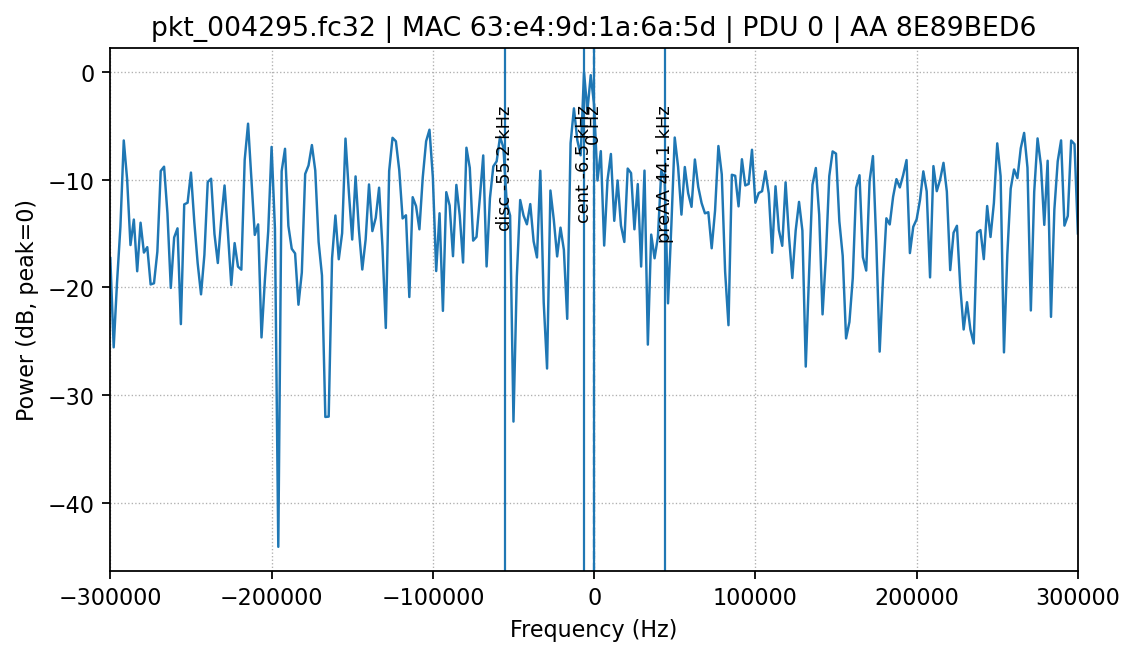 pkt_004295.fc32 | MAC 63:e4:9d:1a:6a:5d | PDU 0 | AA 8E89BED6
Power (dB, peak=0)
0
−10
−20
−30
−40
disc -55.2 kHz
cent -6.5 kHz
0 Hz
preAA 44.1 kHz
−300000 −200000 −100000 0 100000 200000 300000
Frequency (Hz)